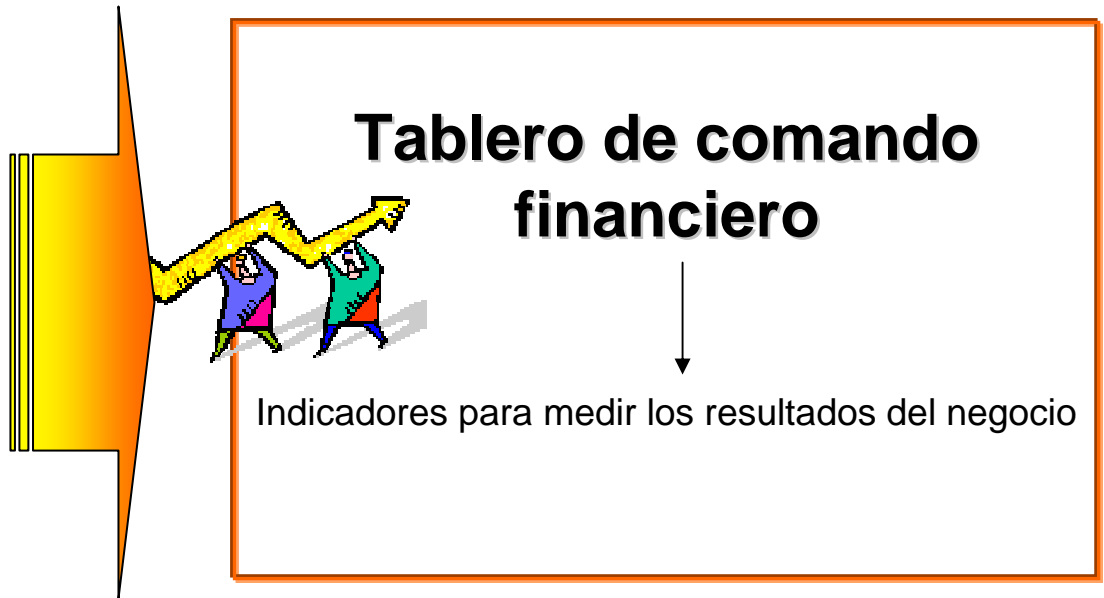 Tablero de comando
financiero
Indicadores para medir los resultados del negocio